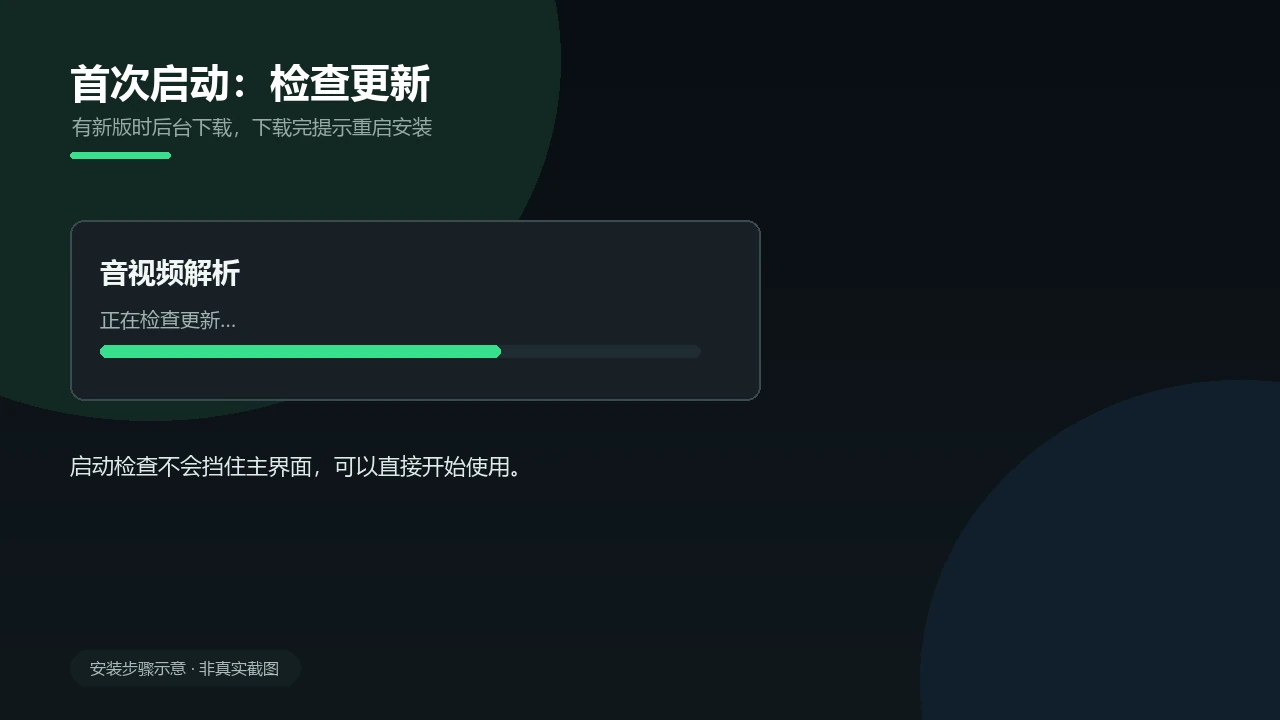 首次启动：检查更新
有新版时后台下载，下载完提示重启安装
音视频解析
正在检查更新...
启动检查不会挡住主界面，可以直接开始使用。
安装步骤示意 · 非真实截图